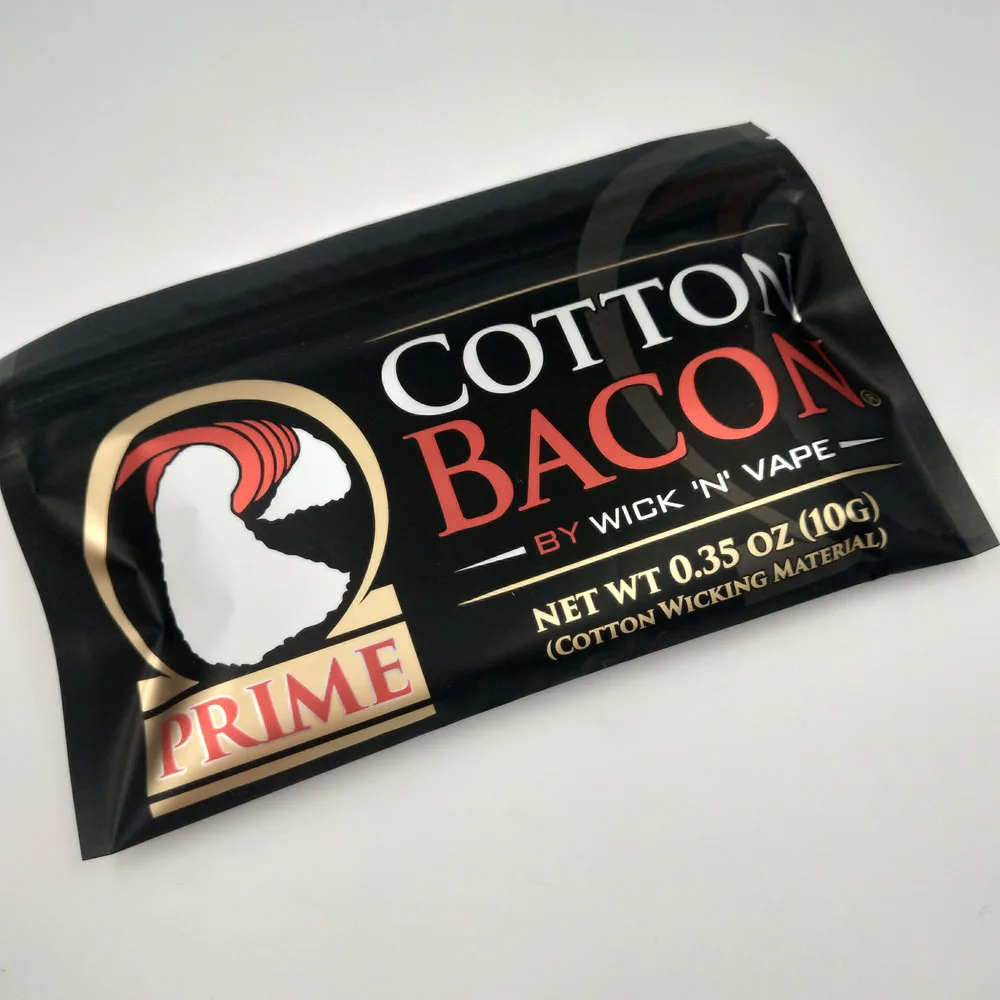 COTTON
BACON®
BY WICK 'N' VAPE
NET WT 0.35 OZ (10G)
(COTTON WICKING MATERIAL)
PRIME